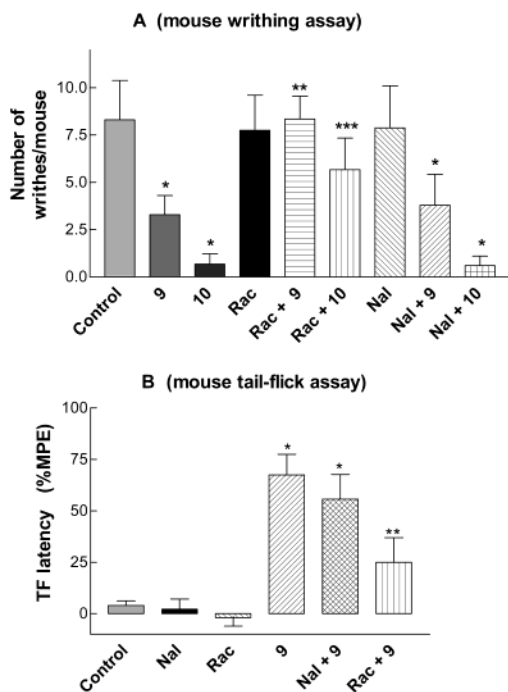 A (mouse writhing assay)
Number of
writhes/mouse
10.0
7.5
5.0
2.5
0.0
*
*
**
***
*
*
Control
9
10
Rac
Rac + 9
Rac + 10
Nal
Nal + 9
Nal + 10
B (mouse tail-flick assay)
TF latency (%MPE)
100
75
50
25
0
*
*
**
Control
Nal
Rac
9
Nal + 9
Rac + 9